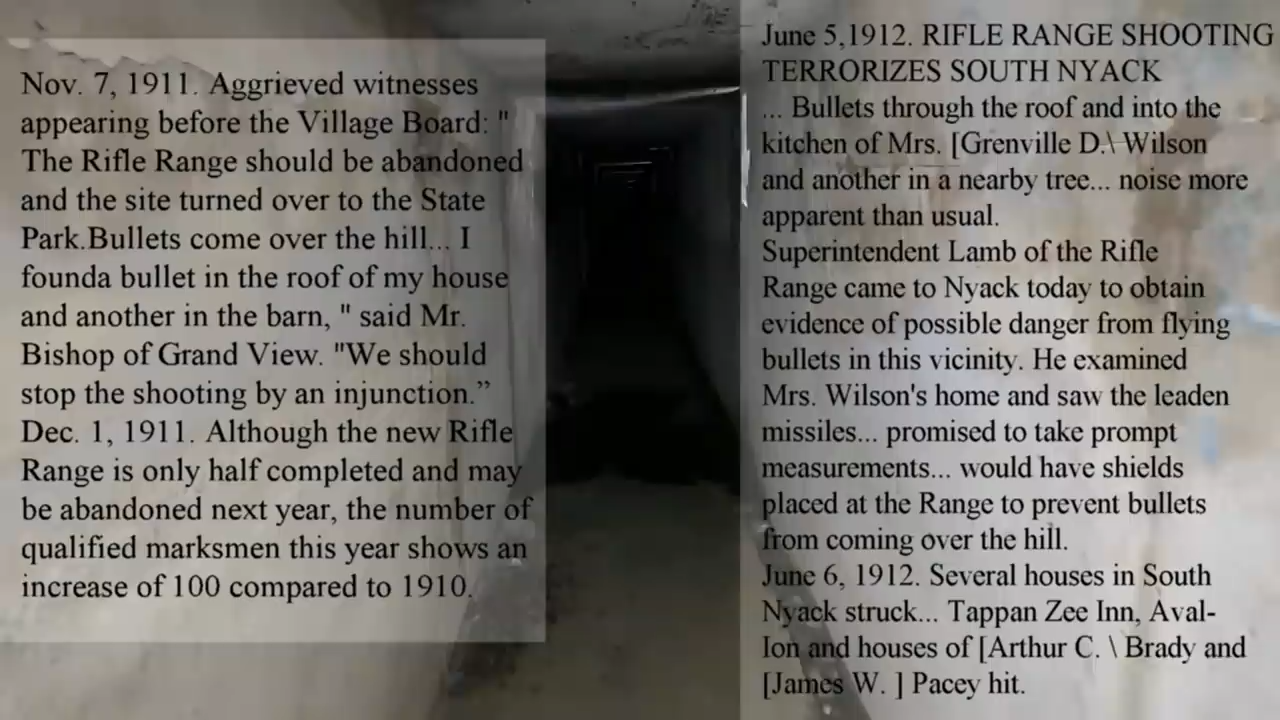 Nov. 7, 1911. Aggrieved witnesses
appearing before the Village Board: "
The Rifle Range should be abandoned
and the site turned over to the State
Park.Bullets come over the hill... I
founda bullet in the roof of my house
and another in the barn, " said Mr.
Bishop of Grand View. "We should
stop the shooting by an injunction.”
Dec. 1, 1911. Although the new Rifle
Range is only half completed and may
be abandoned next year, the number of
qualified marksmen this year shows an
increase of 100 compared to 1910.
June 5,1912. RIFLE RANGE SHOOTING
TERRORIZES SOUTH NYACK
... Bullets through the roof and into the
kitchen of Mrs. [Grenville D.\ Wilson
and another in a nearby tree... noise more
apparent than usual.
Superintendent Lamb of the Rifle
Range came to Nyack today to obtain
evidence of possible danger from flying
bullets in this vicinity. He examined
Mrs. Wilson's home and saw the leaden
missiles... promised to take prompt
measurements... would have shields
placed at the Range to prevent bullets
from coming over the hill.
June 6, 1912. Several houses in South
Nyack struck... Tappan Zee Inn, Aval-
Ion and houses of [Arthur C. \ Brady and
[James W. ] Pacey hit.